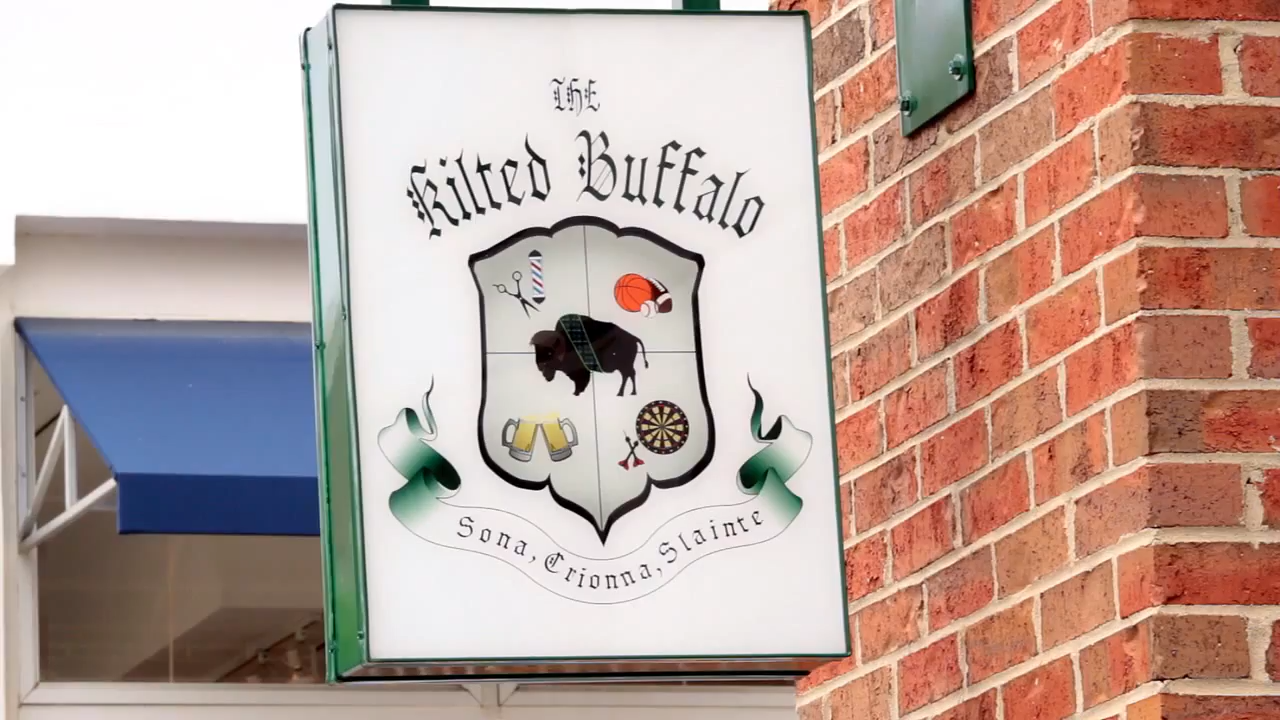 THE
Kilted Buffalo
Sona, Crionna, Slainte